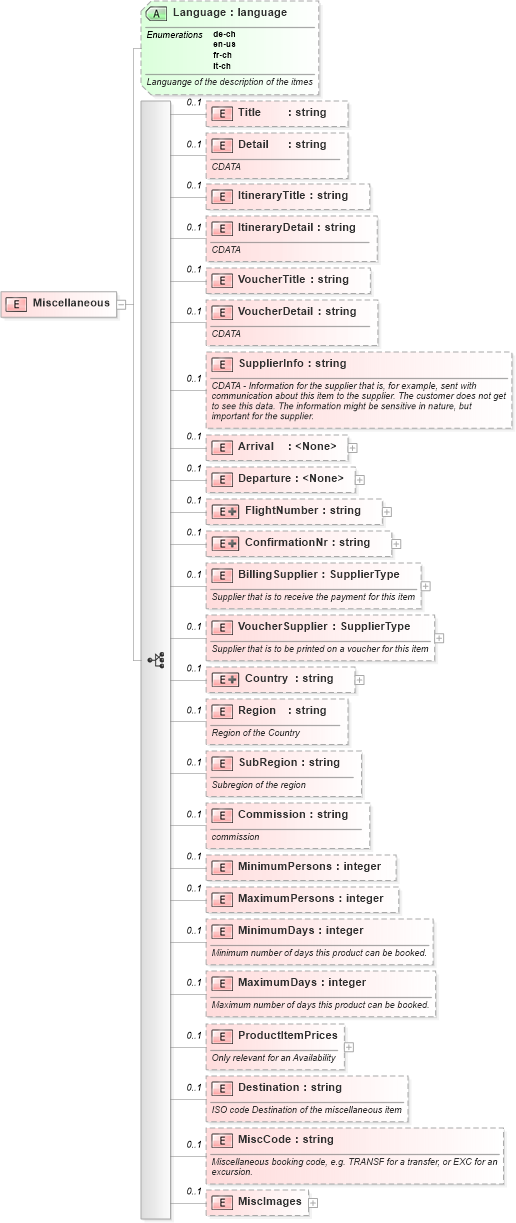 A Language : language
Enumerations de-ch
en-us
fr-ch
it-ch
Languange of the description of the itmes
E Miscellaneous
0..1 E Title : string
0..1 E Detail : string
CDATA
0..1 E ItineraryTitle : string
0..1 E ItineraryDetail : string
CDATA
0..1 E VoucherTitle : string
0..1 E VoucherDetail : string
CDATA
0..1 E SupplierInfo : string
CDATA - Information for the supplier that is, for example, sent with
communication about this item to the supplier. The customer does not get
to see this data. The information might be sensitive in nature, but
important for the supplier.
0..1 E Arrival : <None>
0..1 E Departure : <None>
0..1 E FlightNumber : string
0..1 E ConfirmationNr : string
0..1 E BillingSupplier : SupplierType
Supplier that is to receive the payment for this item
0..1 E VoucherSupplier : SupplierType
Supplier that is to be printed on a voucher for this item
0..1 E Country : string
0..1 E Region : string
Region of the Country
0..1 E SubRegion : string
Subregion of the region
0..1 E Commission : string
commission
0..1 E MinimumPersons : integer
0..1 E MaximumPersons : integer
0..1 E MinimumDays : integer
Minimum number of days this product can be booked.
0..1 E MaximumDays : integer
Maximum number of days this product can be booked.
0..1 E ProductItemPrices
Only relevant for an Availability
0..1 E Destination : string
ISO code Destination of the miscellaneous item
0..1 E MiscCode : string
Miscellaneous booking code, e.g. TRANSF for a transfer, or EXC for an
excursion.
0..1 E MiscImages